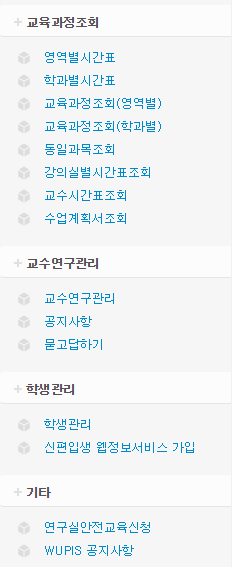 교육과정조회
영역별시간표
학과별시간표
교육과정조회(영역별)
교육과정조회(학과별)
동일과목조회
강의실별시간표조회
교수시간표조회
수업계획서조회
교수연구관리
교수연구관리
공지사항
묻고답하기
학생관리
학생관리
신편입생 웹정보서비스 가입
기타
연구실안전교육신청
WUPIS 공지사항